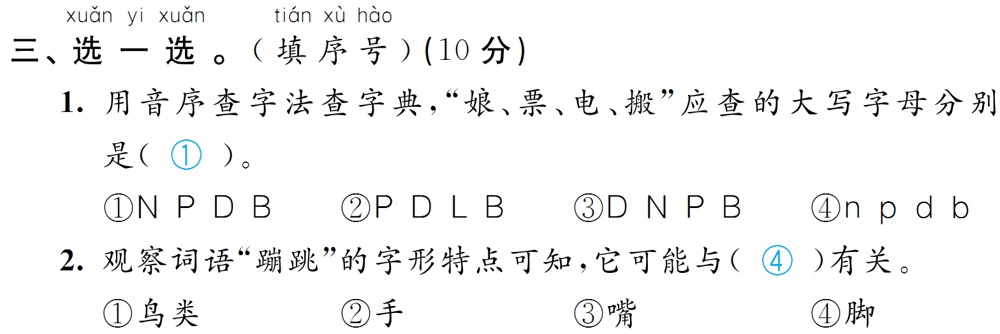 xuǎn yi xuǎn tián xù hào
三、选 一 选 。（ 填 序 号 ）(10 分)
1. 用音序查字法查字典，“娘、票、电、搬”应查的大写字母分别
是（ ① ）。
①N P D B ②P D L B ③D N P B ④n p d b
2. 观察词语“蹦跳”的字形特点可知，它可能与（ ④ ）有关。
①鸟类 ②手 ③嘴 ④脚